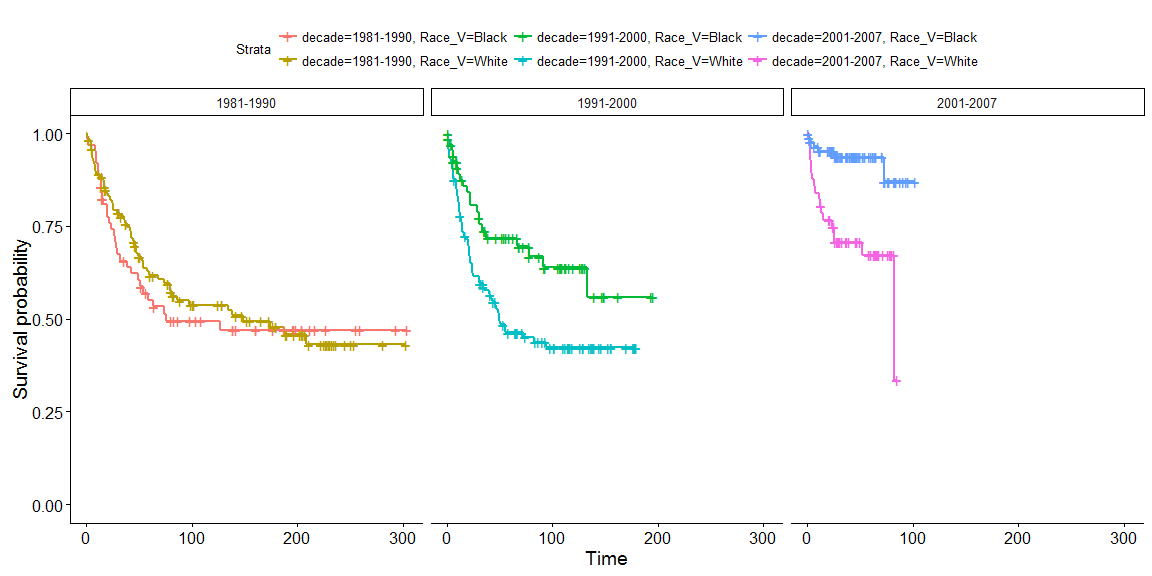 Strata decade=1981-1990, Race_V=Black decade=1991-2000, Race_V=Black decade=2001-2007, Race_V=Black
decade=1981-1990, Race_V=White decade=1991-2000, Race_V=White decade=2001-2007, Race_V=White
1981-1990 1991-2000 2001-2007
1.00
0.75
0.50
0.25
0.00
Survival probability
0 100 200 300 0 100 200 300 0 100 200 300
Time